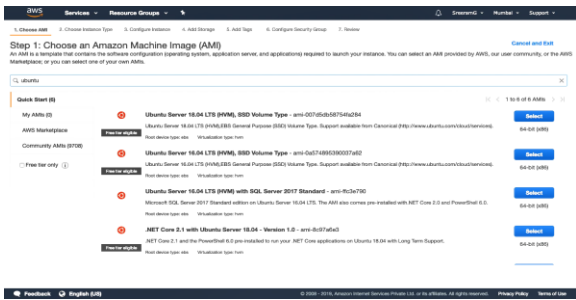 aws Services Resource Groups SreeramG Mumbai Support
1. Choose AMI 2. Choose Instance Type 3. Configure Instance 4. Add Storage 5. Add Tags 6. Configure Security Group 7. Review
Step 1: Choose an Amazon Machine Image (AMI) Cancel and Exit
An AMI is a template that contains the software configuration (operating system, application server, and applications) required to launch your instance. You can select an AMI provided by AWS, our user community, or the AWS
Marketplace; or you can select one of your own AMIs.
ubuntu
Quick Start (6) 1 to 6 of 6 AMIs
My AMIs (0)
AWS Marketplace
Community AMIs (9708)
Free tier only
Ubuntu Server 18.04 LTS (HVM), SSD Volume Type - ami-007d5db58754fa284 Select
Ubuntu Server 18.04 LTS (HVM),EBS General Purpose (SSD) Volume Type. Support available from Canonical (http://www.ubuntu.com/cloud/services). 64-bit (x86)
Free tier eligible
Root device type: ebs Virtualization type: hvm
Ubuntu Server 16.04 LTS (HVM), SSD Volume Type - ami-0a574895390037a62 Select
Ubuntu Server 16.04 LTS (HVM),EBS General Purpose (SSD) Volume Type. Support available from Canonical (http://www.ubuntu.com/cloud/services). 64-bit (x86)
Free tier eligible
Root device type: ebs Virtualization type: hvm
Ubuntu Server 16.04 LTS (HVM) with SQL Server 2017 Standard - ami-ffc3e790 Select
Microsoft SQL Server 2017 Standard edition on Ubuntu Server 16.04 LTS. The AMI also comes pre-installed with .NET Core 2.0 and PowerShell 6.0. 64-bit (x86)
Root device type: ebs Virtualization type: hvm
.NET Core 2.1 with Ubuntu Server 18.04 - Version 1.0 - ami-8c97a6e3 Select
.NET Core 2.1 and the PowerShell 6.0 pre-installed to run your .NET Core applications on Ubuntu 18.04 with Long Term Support. 64-bit (x86)
Free tier eligible
Root device type: ebs Virtualization type: hvm
Feedback English (US) © 2008 - 2019, Amazon Internet Services Private Ltd. or its affiliates. All rights reserved. Privacy Policy Terms of Use